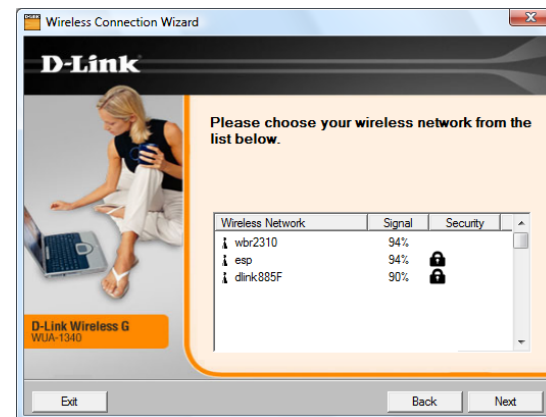 Wireless Connection Wizard
D-Link
Please choose your wireless network from the
list below.
Wireless Network Signal Security
wbr2310 94%
esp 94%
dlink885F 90%
D-Link Wireless G
WUA-1340
Exit Back Next